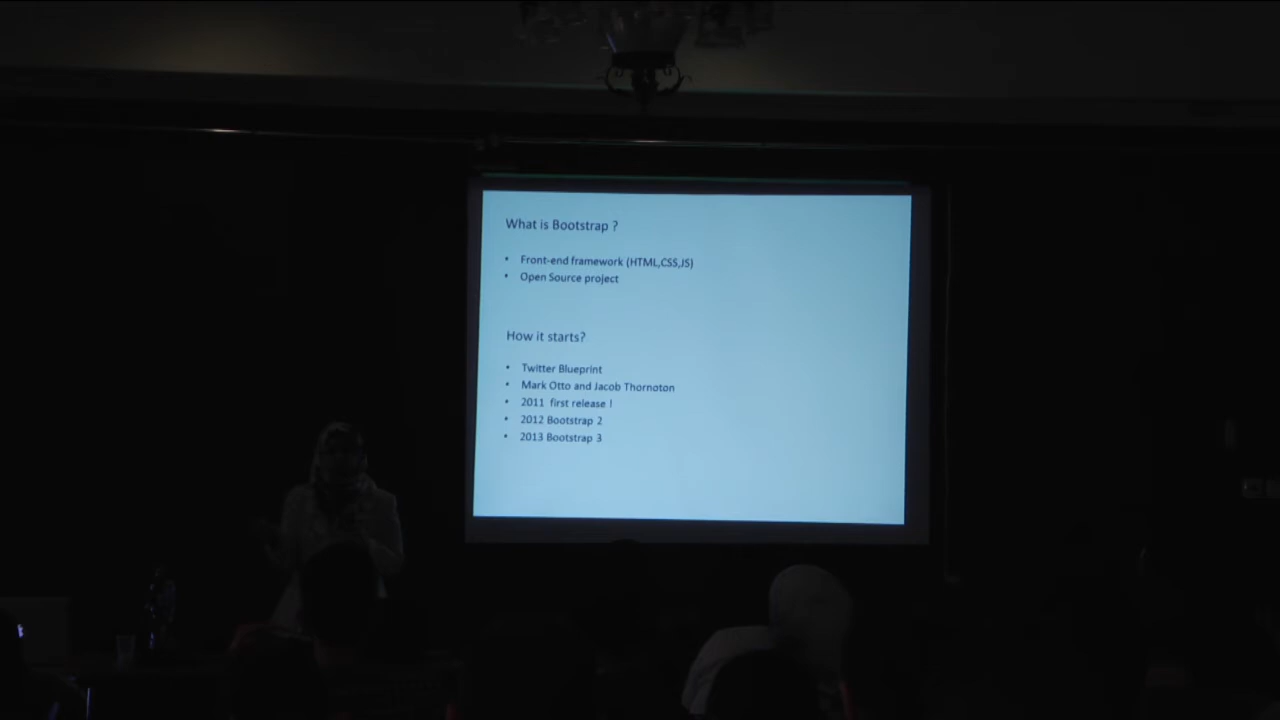 What is Bootstrap ?
• Front-end framework (HTML,CSS,JS)
• Open Source project
How it starts?
• Twitter Blueprint
• Mark Otto and Jacob Thornoton
• 2011 first release !
• 2012 Bootstrap 2
• 2013 Bootstrap 3